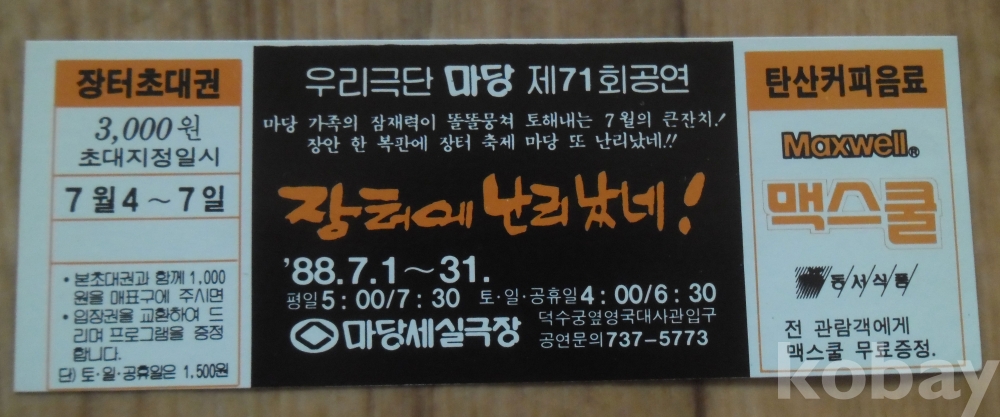 장터초대권
3,000원
초대지정일시
7월4~7일
• 본초대권과 함께 1,000
원을 매표구에 주시면
• 입장권을 교환하여 드
리며 프로그램을 증정
합니다.
단) 토·일·공휴일은 1,500원
우리극단 마당 제71회공연
마당 가족의 잠재력이 똘똘뭉쳐 토해내는 7월의 큰잔치!
장안 한 복판에 장터 축제 마당 또 난리났네!!
장터에 난리났네!
'88.7.1~31.
평일5:00/7:30 토·일·공휴일4:00/6:30
마당세실극장
덕수궁옆영국대사관입구
공연문의737-5773
탄산커피음료
Maxwell®
맥스쿨
동서식품
전 관람객에게
맥스쿨 무료증정.
kobay